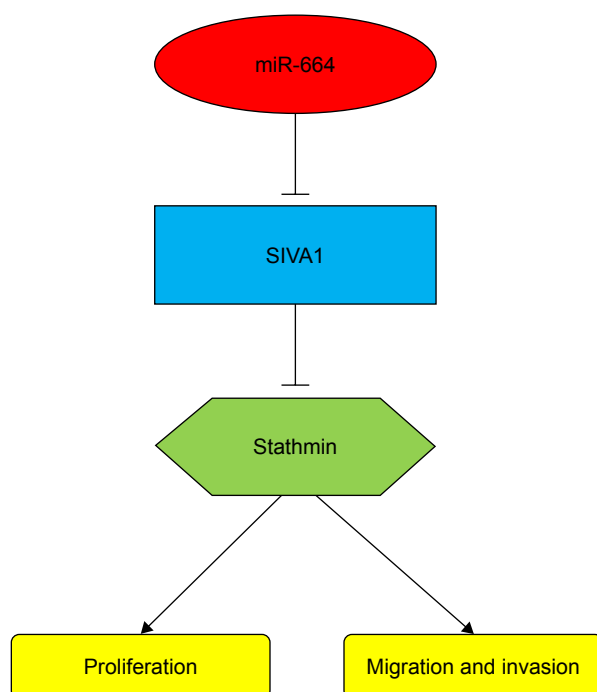 miR-664
SIVA1
Stathmin
Proliferation
Migration and invasion